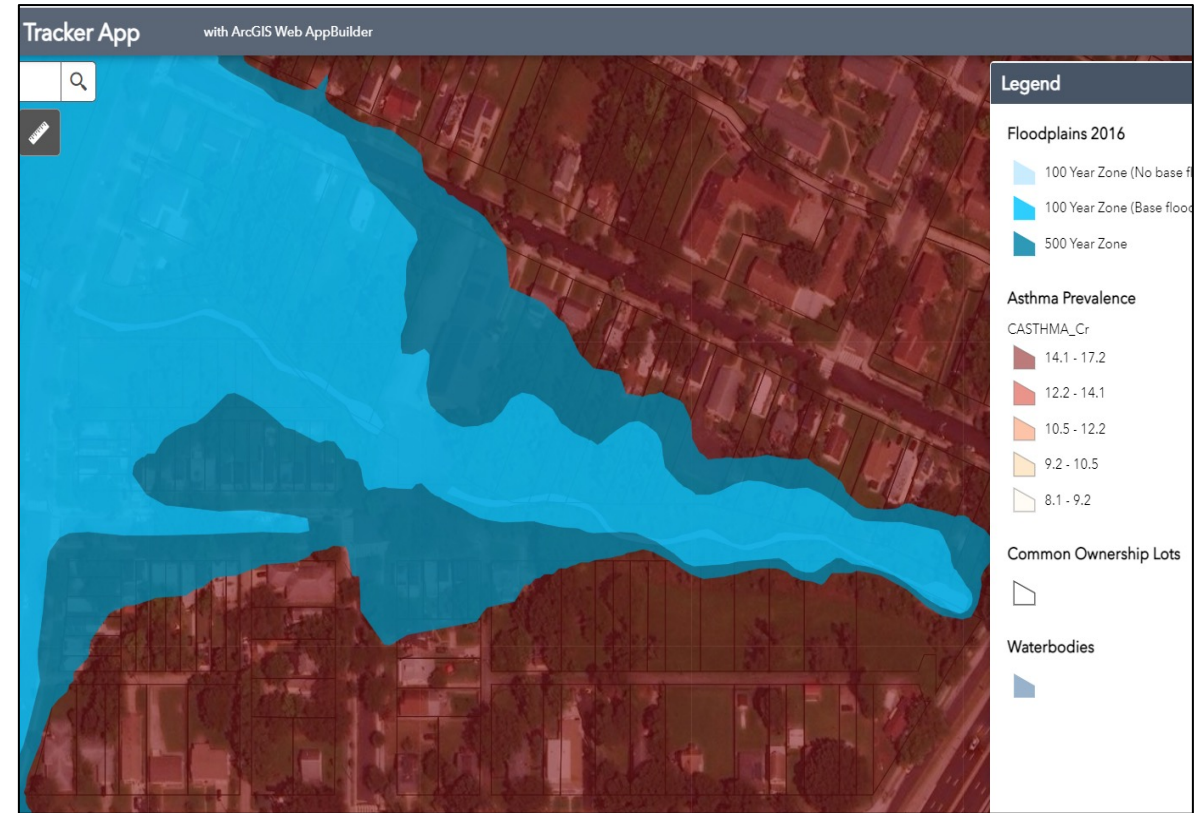 Tracker App
with ArcGIS Web AppBuilder
Legend
Floodplains 2016
100 Year Zone (No base
100 Year Zone (Base
500 Year Zone
Asthma Prevalence
CASTHMA_Cr
14.1 - 17.2
12.2 - 14.1
10.5 - 12.2
9.2 - 10.5
8.1 - 9.2
Common Ownership Lots
Waterbodies